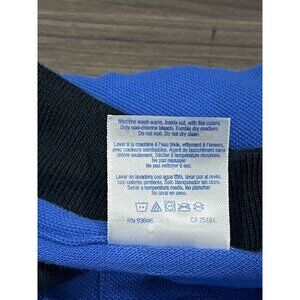 Machine wash warm, inside out, with like colors.
Only non-chlorine bleach. Tumble dry medium.
Do not iron. Do not dry clean.
Laver à la machine à l'eau tiède, vêtement à l'envers,
avec couleurs semblables. Agent de blanchiment sans
chlore seulement. Sécher à température moyenne.
Ne pas repasser. Ne pas nettoyer à sec.
Lavar en lavadora con agua tibia, lavar por el revés
con colores similares. Sólo blanqueador sin cloro.
Secar a temperatura media. No planchar.
No lavar en seco.
RN 93046 CA 25181